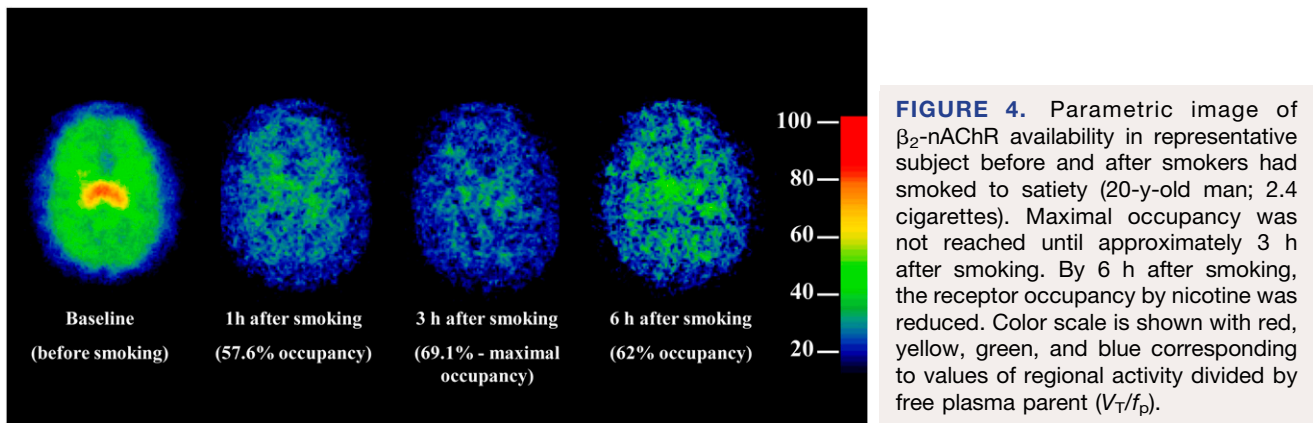 100
80
60
40
20
Baseline
(before smoking)
1h after smoking
(57.6% occupancy)
3 h after smoking
(69.1% - maximal
occupancy)
6 h after smoking
(62% occupancy)
FIGURE 4. Parametric image of
β₂-nAChR availability in representative
subject before and after smokers had
smoked to satiety (20-y-old man; 2.4
cigarettes). Maximal occupancy was
not reached until approximately 3 h
after smoking. By 6 h after smoking,
the receptor occupancy by nicotine was
reduced. Color scale is shown with red,
yellow, green, and blue corresponding
to values of regional activity divided by
free plasma parent (V_T/f_p).